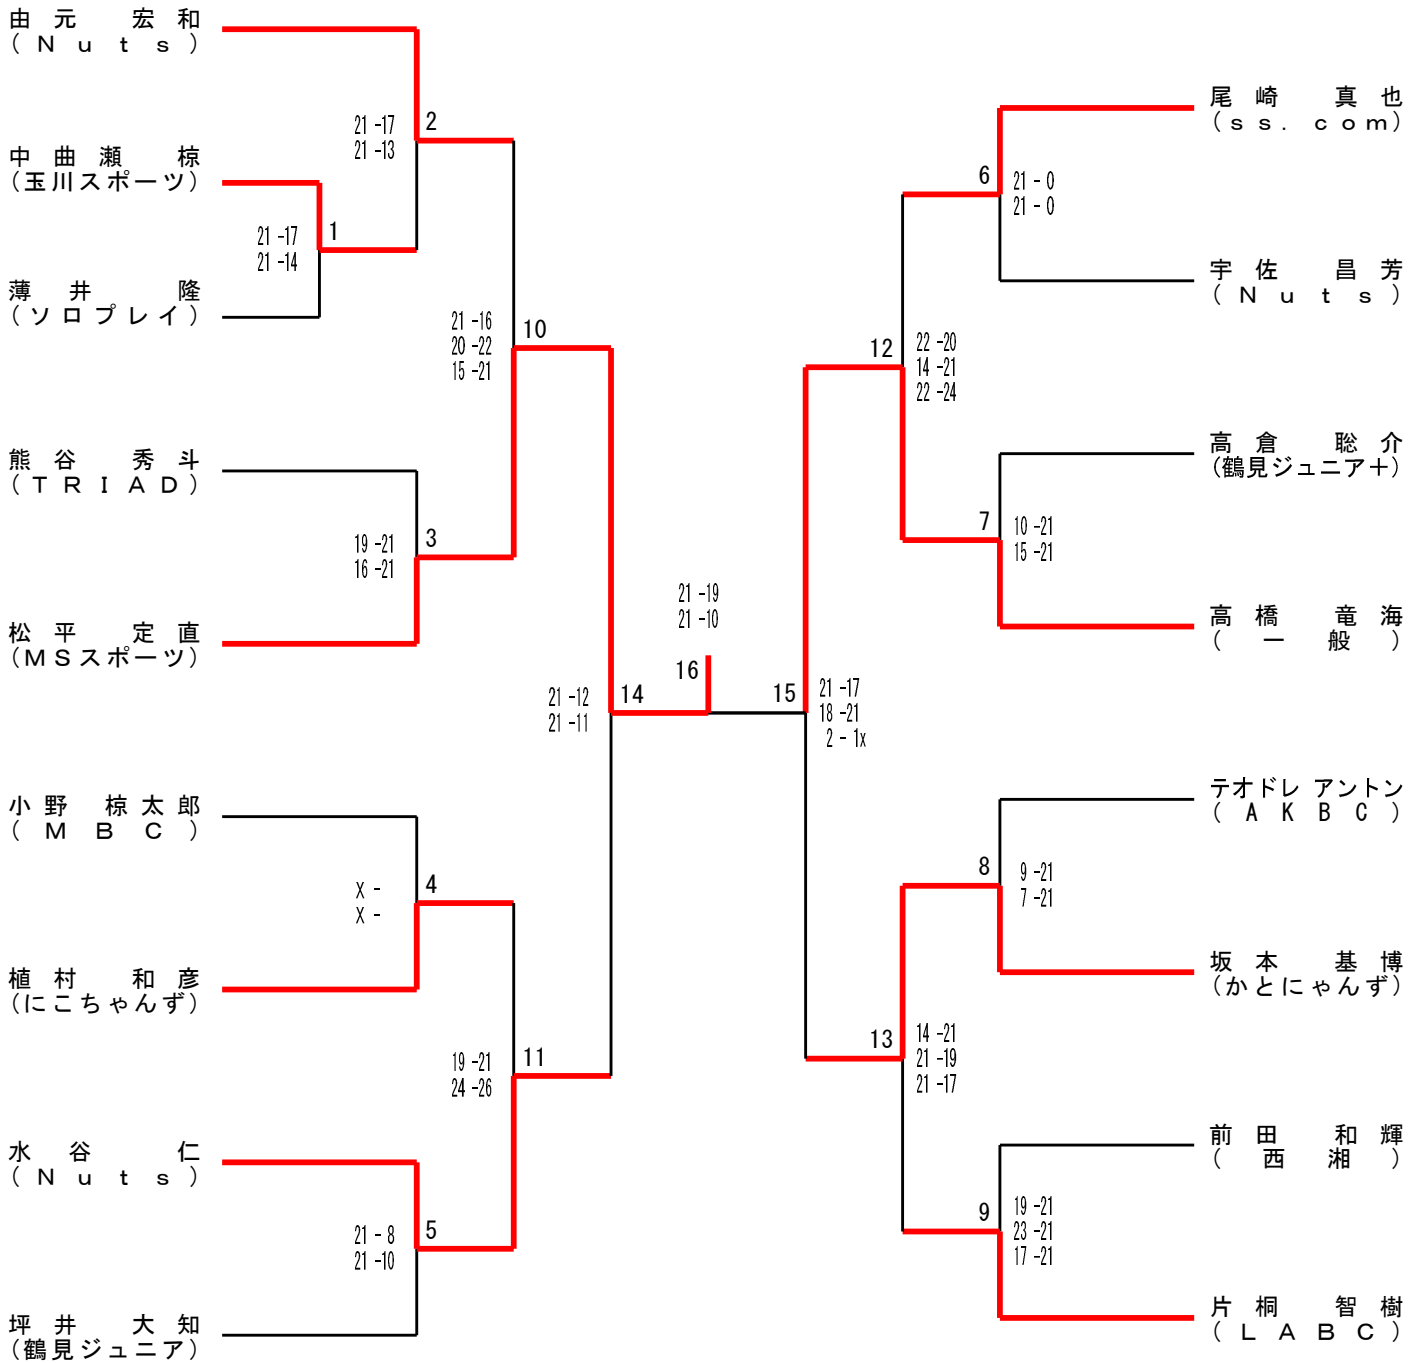 由元 宏和
(Nuts)
中曲瀬 椋
(玉川スポーツ)
薄井 隆
(ソロプレイ)
熊谷 秀斗
(TRIAD)
松平 定直
(MSスポーツ)
小野 椋太郎
(MBC)
植村 和彦
(にこちゃんず)
水谷 仁
(Nuts)
坪井 大知
(鶴見ジュニア)
1
21 -17
21 -14
2
21 -17
21 -13
3
19 -21
16 -21
4
X -
X -
5
21 - 8
21 -10
10
21 -16
20 -22
15 -21
11
19 -21
24 -26
14
21 -12
21 -11
16
21 -19
21 -10
15
21 -17
18 -21
2 - 1x
12
22 -20
14 -21
22 -24
13
14 -21
21 -19
21 -17
6
21 - 0
21 - 0
7
10 -21
15 -21
8
9 -21
7 -21
9
19 -21
23 -21
17 -21
尾崎 真也
(ss.com)
宇佐 昌芳
(Nuts)
高倉 聡介
(鶴見ジュニア＋)
高橋 竜海
(一般)
テオドレ アントン
(AKBC)
坂本 基博
(かとにゃんず)
前田 和輝
(西湘)
片桐 智樹
(LABC)